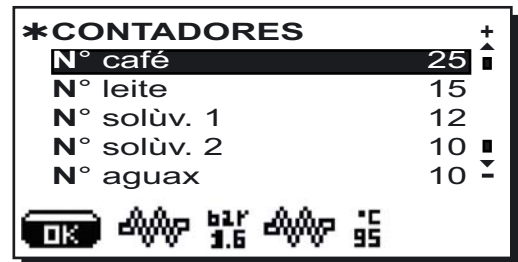 *CONTADORES +
N° café 25
N° leite 15
N° solùv. 1 12
N° solùv. 2 10
N° aguax 10 -
OK bar 1.6 °C 95